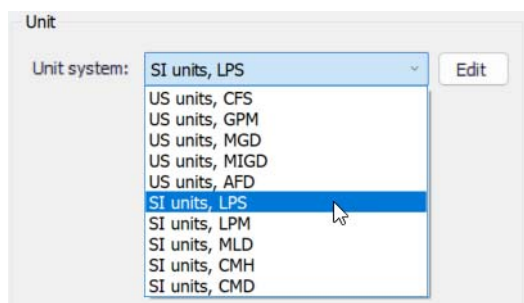 Unit
Unit system: SI units, LPS Edit
US units, CFS
US units, GPM
US units, MGD
US units, MIGD
US units, AFD
SI units, LPS
SI units, LPM
SI units, MLD
SI units, CMH
SI units, CMD